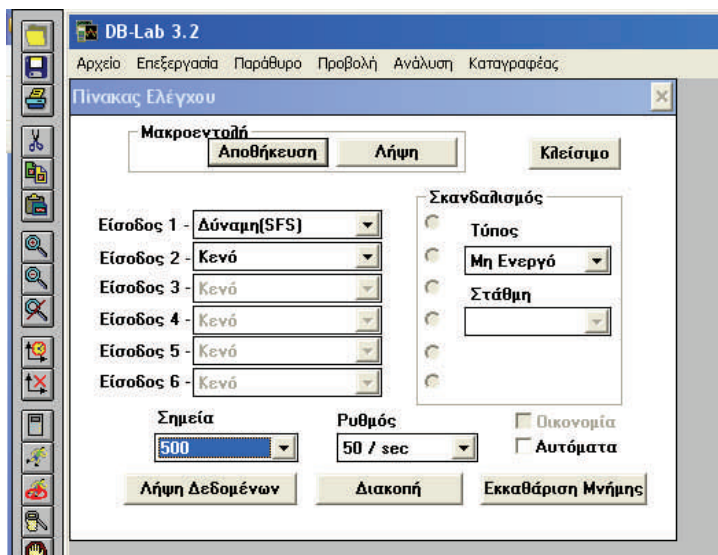 DB-Lab 3.2
Αρχείο Επεξεργασία Παράθυρο Προβολή Ανάλυση Καταγραφέας
Πίνακας Ελέγχου
Μακροεντολή
Αποθήκευση Λήψη Κλείσιμο
Σκανδαλισμός
Είσοδος 1 - Δύναμη(SFS)
Τύπος
Είσοδος 2 - Κενό
Μη Ενεργό
Είσοδος 3 - Κενό
Στάθμη
Είσοδος 4 - Κενό
Είσοδος 5 - Κενό
Είσοδος 6 - Κενό
Σημεία Ρυθμός Οικονομία
500 50 / sec Αυτόματα
Λήψη Δεδομένων Διακοπή Εκκαθάριση Μνήμης